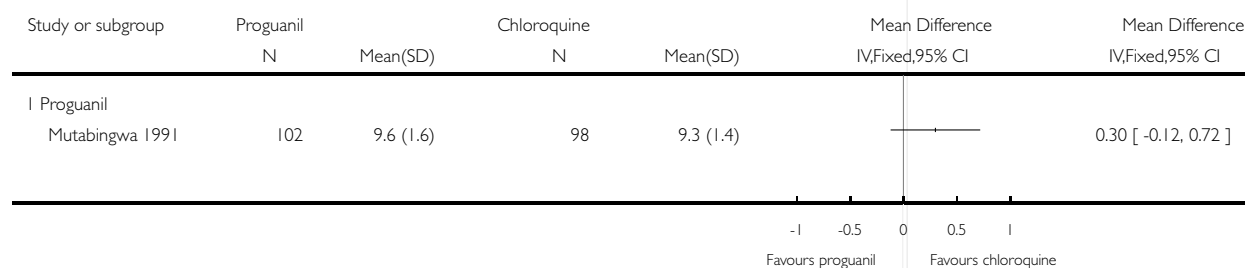 Study or subgroup Proguanil Chloroquine Mean Difference Mean Difference
N Mean(SD) N Mean(SD) IV,Fixed,95% CI IV,Fixed,95% CI
1 Proguanil
Mutabingwa 1991 102 9.6 (1.6) 98 9.3 (1.4) 0.30 [ -0.12, 0.72 ]
-1 -0.5 0 0.5 1
Favours proguanil Favours chloroquine